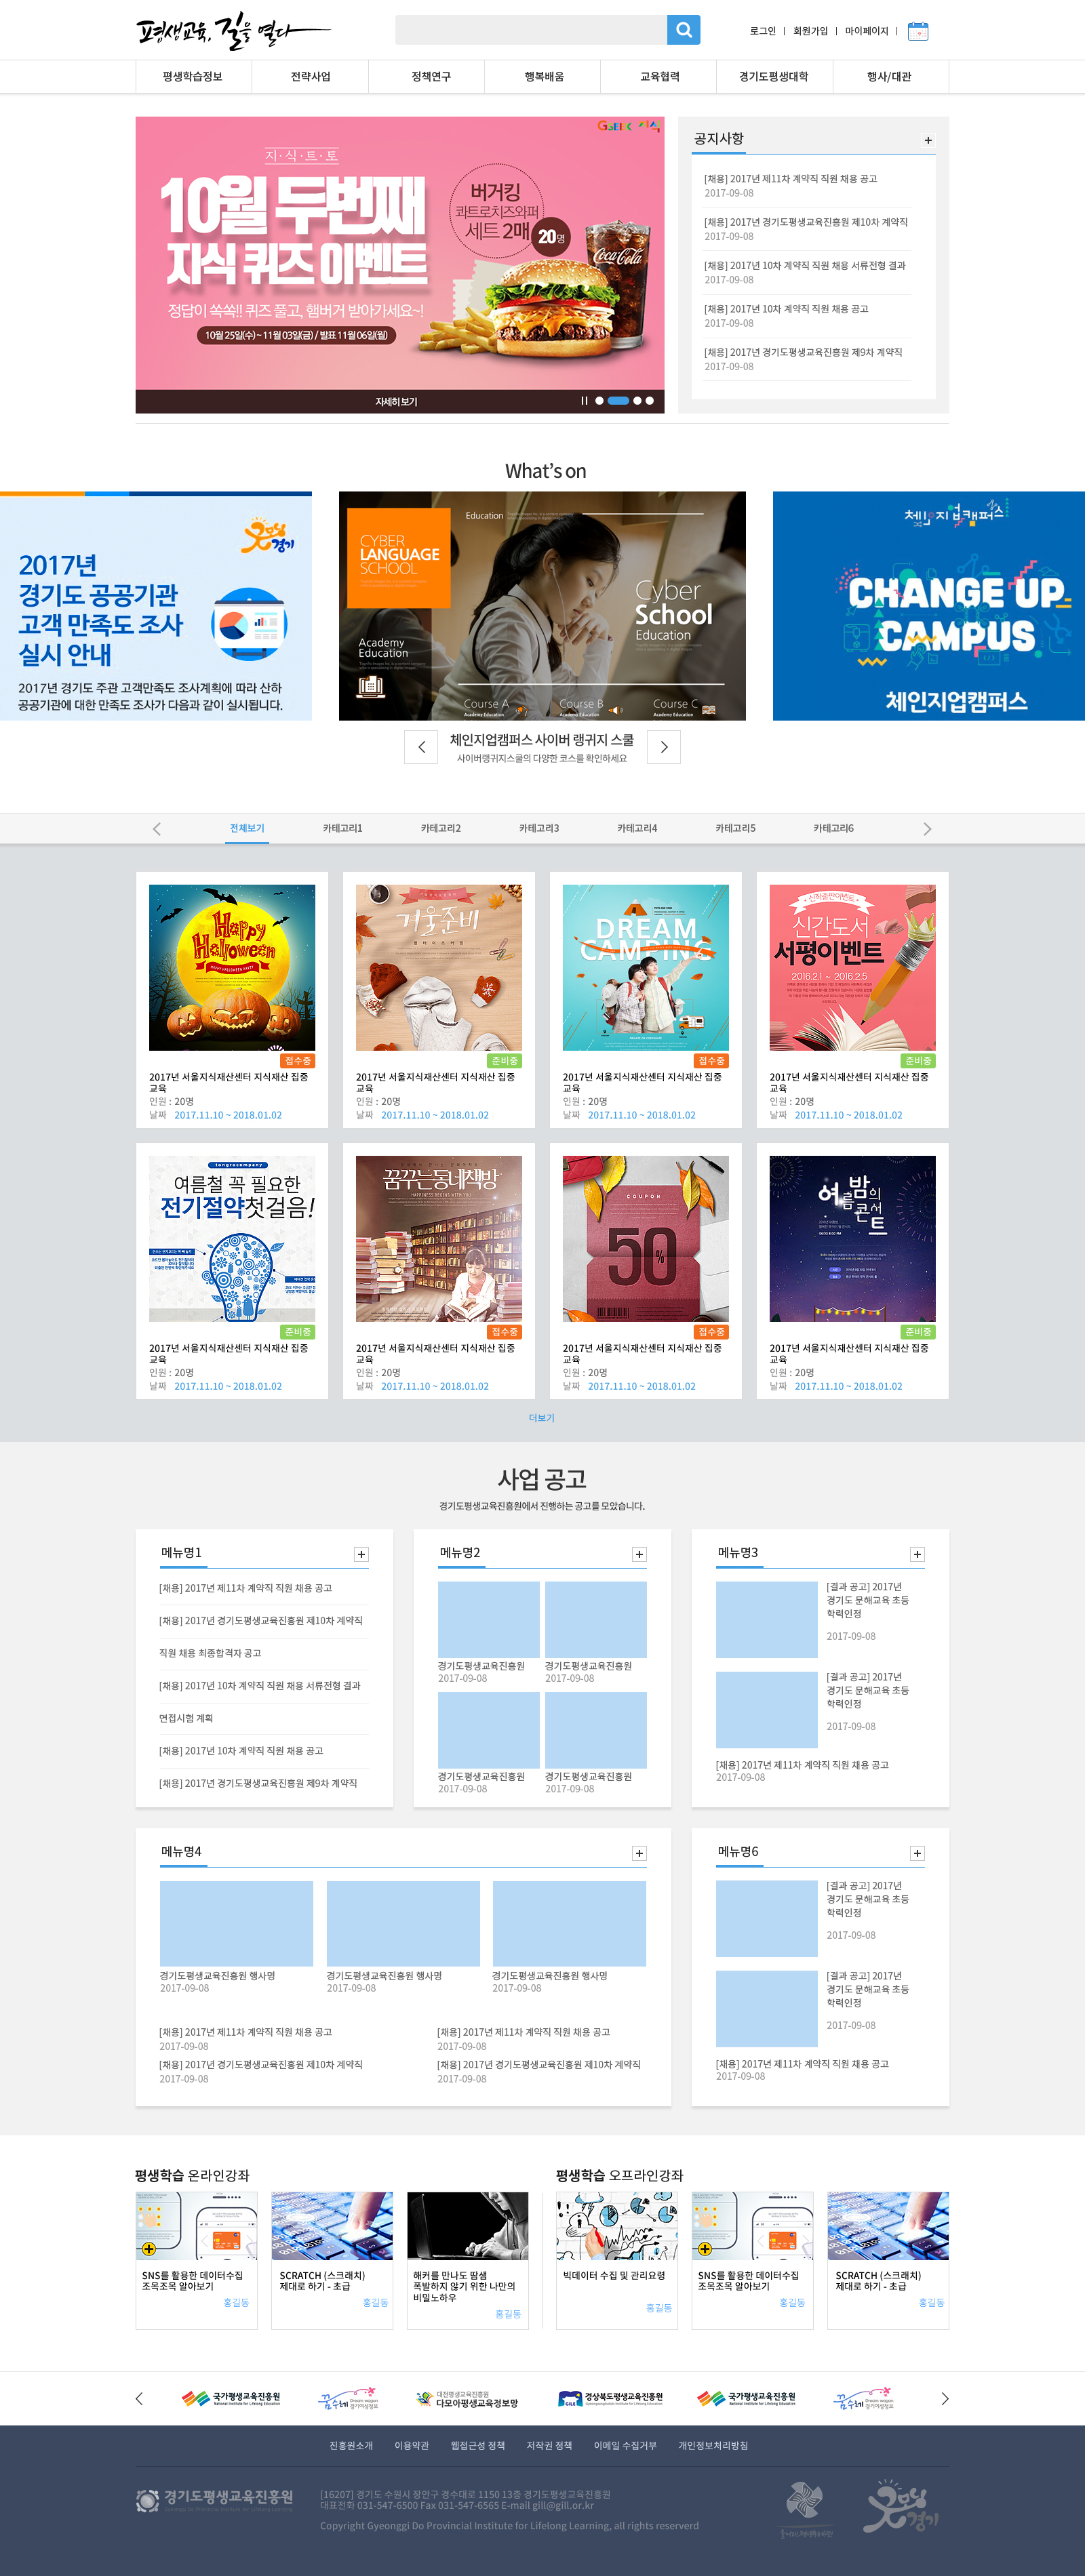 평생교육, 길을 열다
로그인 | 회원가입 | 마이페이지 |
평생학습정보 전략사업 정책연구 행복배움 교육협력 경기도평생대학 행사/대관
GSEEK 지식
지·식·트·토
10월 두번째
지식 퀴즈 이벤트
버거킹
콰트로치즈와퍼
세트 2매
20명
Coca-Cola
정답이 쏙쏙!! 퀴즈 풀고, 햄버거 받아가세요~!
10월 25일(수) ~ 11월 03일(금) / 발표 11월 06일(월)
자세히 보기
공지사항
[채용] 2017년 제11차 계약직 직원 채용 공고
2017-09-08
[채용] 2017년 경기도평생교육진흥원 제10차 계약직
2017-09-08
[채용] 2017년 10차 계약직 직원 채용 서류전형 결과
2017-09-08
[채용] 2017년 10차 계약직 직원 채용 공고
2017-09-08
[채용] 2017년 경기도평생교육진흥원 제9차 계약직
2017-09-08
What's on
굿모닝 경기
2017년
경기도 공공기관
고객 만족도 조사
실시 안내
2017년 경기도 주관 고객만족도 조사계획에 따라 산하
공공기관에 대한 만족도 조사가 다음과 같이 실시됩니다.
CYBER
LANGUAGE
SCHOOL
Education
Cyber
School
Education
Academy
Education
Course A
Academy Education
Course B
Academy Education
Course C
Academy Education
체인지업캠퍼스
CHANGE UP
CAMPUS
체인지업캠퍼스
체인지업캠퍼스 사이버 랭귀지 스쿨
사이버랭귀지스쿨의 다양한 코스를 확인하세요
전체보기 카테고리1 카테고리2 카테고리3 카테고리4 카테고리5 카테고리6
Happy
Halloween
접수중
2017년 서울지식재산센터 지식재산 집중
교육
인원 : 20명
날짜 2017.11.10 ~ 2018.01.02
겨울준비
준비중
2017년 서울지식재산센터 지식재산 집중
교육
인원 : 20명
날짜 2017.11.10 ~ 2018.01.02
DREAM
CAMPING
접수중
2017년 서울지식재산센터 지식재산 집중
교육
인원 : 20명
날짜 2017.11.10 ~ 2018.01.02
신간도서
서평이벤트
2016.2.1 ~ 2016.2.5
준비중
2017년 서울지식재산센터 지식재산 집중
교육
인원 : 20명
날짜 2017.11.10 ~ 2018.01.02
tongrocompany
여름철 꼭 필요한
전기절약첫걸음!
준비중
2017년 서울지식재산센터 지식재산 집중
교육
인원 : 20명
날짜 2017.11.10 ~ 2018.01.02
꿈꾸는동네책방
HAPPINESS BEGINS WITH YOU
접수중
2017년 서울지식재산센터 지식재산 집중
교육
인원 : 20명
날짜 2017.11.10 ~ 2018.01.02
COUPON
50%
접수중
2017년 서울지식재산센터 지식재산 집중
교육
인원 : 20명
날짜 2017.11.10 ~ 2018.01.02
여름밤의
콘서트
준비중
2017년 서울지식재산센터 지식재산 집중
교육
인원 : 20명
날짜 2017.11.10 ~ 2018.01.02
더보기
사업 공고
경기도평생교육진흥원에서 진행하는 공고를 모았습니다.
메뉴명1
[채용] 2017년 제11차 계약직 직원 채용 공고
[채용] 2017년 경기도평생교육진흥원 제10차 계약직
직원 채용 최종합격자 공고
[채용] 2017년 10차 계약직 직원 채용 서류전형 결과
면접시험 계획
[채용] 2017년 10차 계약직 직원 채용 공고
[채용] 2017년 경기도평생교육진흥원 제9차 계약직
메뉴명2
경기도평생교육진흥원 경기도평생교육진흥원
2017-09-08 2017-09-08
경기도평생교육진흥원 경기도평생교육진흥원
2017-09-08 2017-09-08
메뉴명3
[결과 공고] 2017년
경기도 문해교육 초등
학력인정
2017-09-08
[결과 공고] 2017년
경기도 문해교육 초등
학력인정
2017-09-08
[채용] 2017년 제11차 계약직 직원 채용 공고
2017-09-08
메뉴명4
경기도평생교육진흥원 행사명 경기도평생교육진흥원 행사명 경기도평생교육진흥원 행사명
2017-09-08 2017-09-08 2017-09-08
[채용] 2017년 제11차 계약직 직원 채용 공고 [채용] 2017년 제11차 계약직 직원 채용 공고
2017-09-08 2017-09-08
[채용] 2017년 경기도평생교육진흥원 제10차 계약직 [채용] 2017년 경기도평생교육진흥원 제10차 계약직
2017-09-08 2017-09-08
메뉴명6
[결과 공고] 2017년
경기도 문해교육 초등
학력인정
2017-09-08
[결과 공고] 2017년
경기도 문해교육 초등
학력인정
2017-09-08
[채용] 2017년 제11차 계약직 직원 채용 공고
2017-09-08
평생학습 온라인강좌
SNS를 활용한 데이터수집
조목조목 알아보기
홍길동
SCRATCH (스크래치)
제대로 하기 - 초급
홍길동
해커를 만나도 땀샘
폭발하지 않기 위한 나만의
비밀노하우
홍길동
평생학습 오프라인강좌
빅데이터 수집 및 관리요령
홍길동
SNS를 활용한 데이터수집
조목조목 알아보기
홍길동
SCRATCH (스크래치)
제대로 하기 - 초급
홍길동
국가평생교육진흥원
National Institute for Lifelong Education
꿈수레 Dream wagon
경기여성정보
대전평생교육진흥원
다모아평생교육정보망
GILE 경상북도평생교육진흥원
국가평생교육진흥원
National Institute for Lifelong Education
꿈수레 Dream wagon
경기여성정보
진흥원소개 이용약관 웹접근성 정책 저작권 정책 이메일 수집거부 개인정보처리방침
경기도평생교육진흥원
[16207] 경기도 수원시 장안구 경수대로 1150 13층 경기도평생교육진흥원
대표전화 031-547-6500 Fax 031-547-6565 E-mail gill@gill.or.kr
Copyright Gyeonggi Do Provincial Institute for Lifelong Learning, all rights reserverd
굿모닝 경기